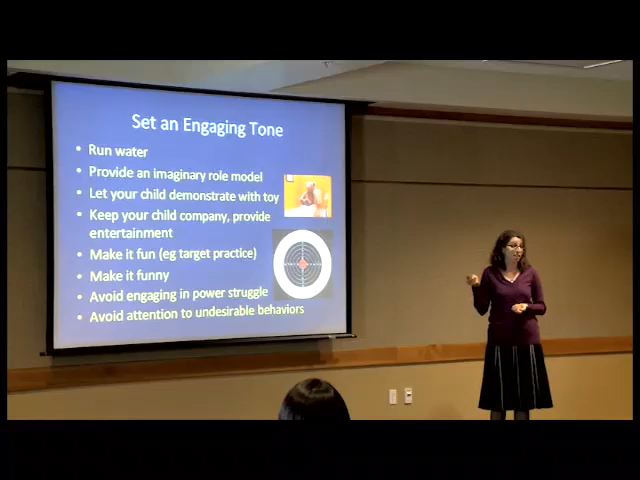 Set an Engaging Tone
• Run water
• Provide an imaginary role model
• Let your child demonstrate with toy
• Keep your child company, provide
entertainment
• Make it fun (eg target practice)
• Make it funny
• Avoid engaging in power struggle
• Avoid attention to undesirable behaviors